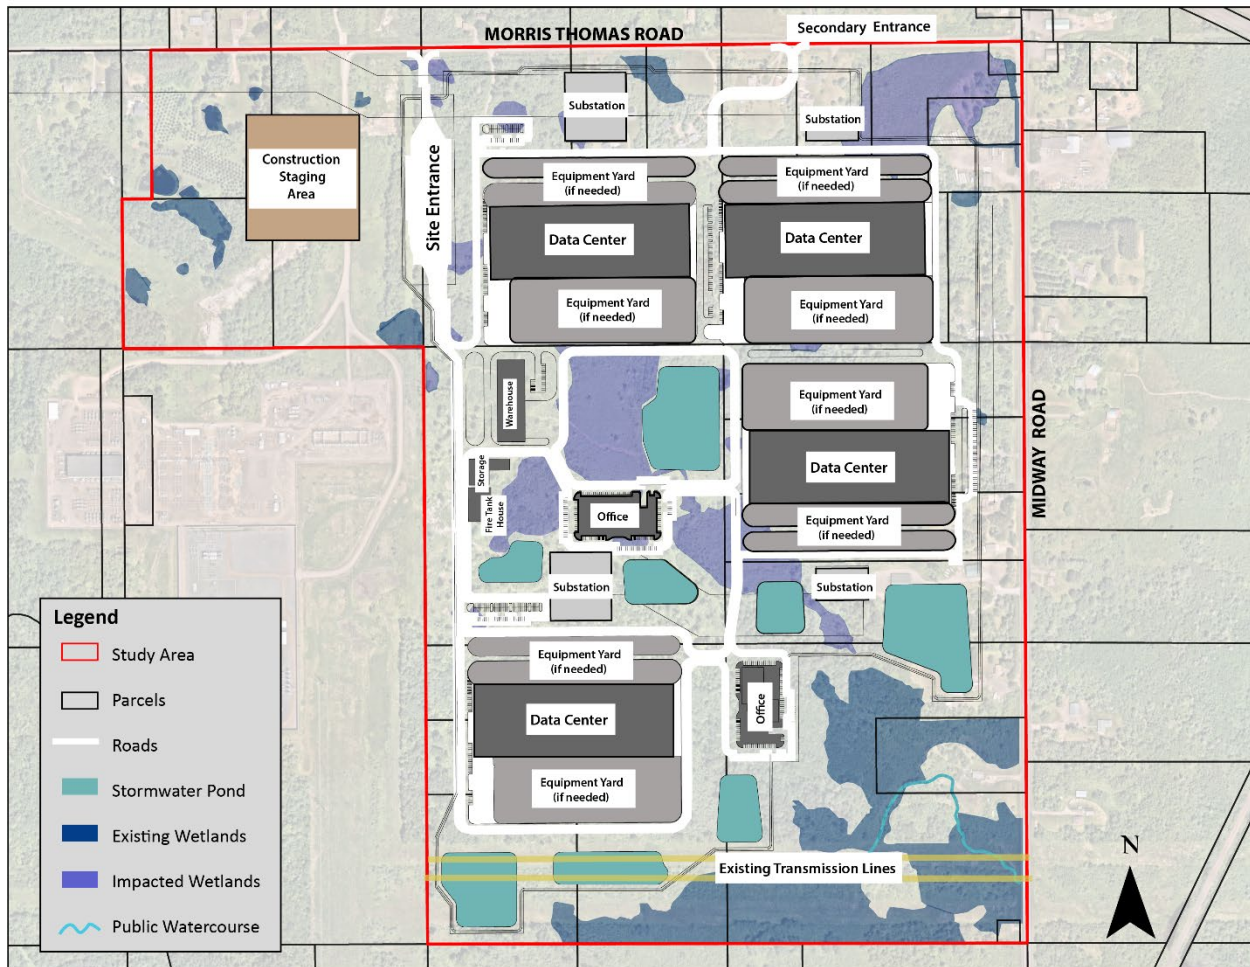 MORRIS THOMAS ROAD
Secondary Entrance
Substation
Substation
Construction
Staging
Area
Site Entrance
Equipment Yard
(if needed)
Equipment Yard
(if needed)
Data Center
Data Center
Equipment Yard
(if needed)
Equipment Yard
(if needed)
Warehouse
Equipment Yard
(if needed)
MIDWAY ROAD
Data Center
Storage
Fire Tank
House
Office
Equipment Yard
(if needed)
Substation
Substation
Equipment Yard
(if needed)
Data Center
Office
Equipment Yard
(if needed)
Existing Transmission Lines
N
Legend
Study Area
Parcels
Roads
Stormwater Pond
Existing Wetlands
Impacted Wetlands
Public Watercourse